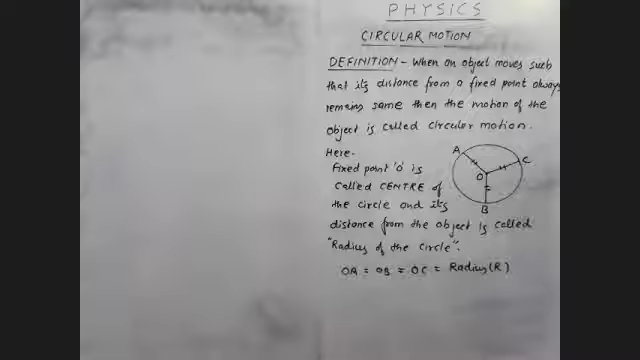 PHYSICS
CIRCULAR MOTION
DEFINITION - When an object moves such
that its distance from a fixed point always
remains same then the motion of the
object is called circular motion.
Here.
Fixed point 'O' is
called CENTRE of
the circle and its
distance from the object is called
"Radius of the circle".
OA = OB = OC = Radius(R)
A
C
O
B